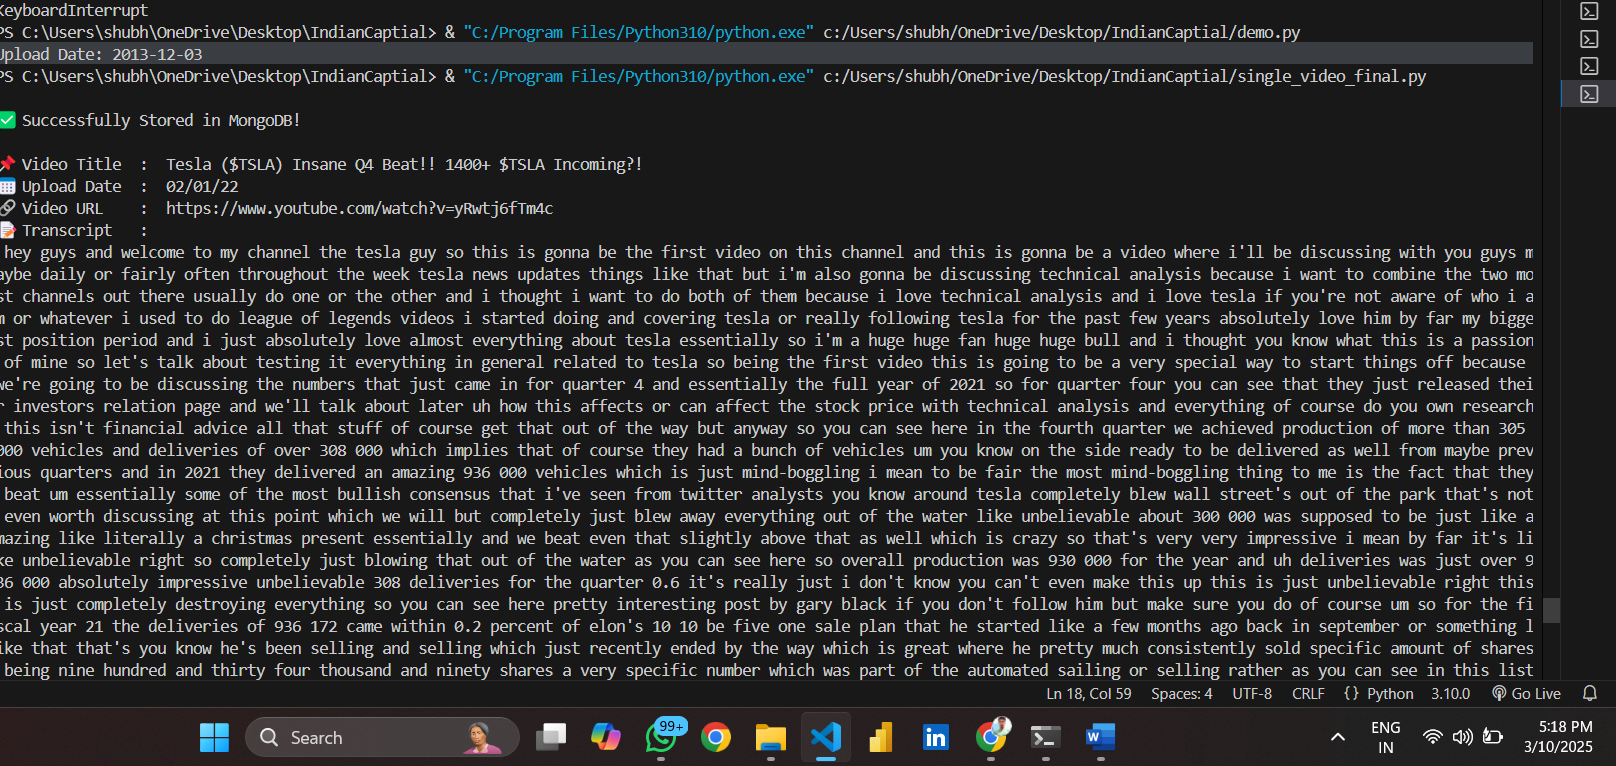 KeyboardInterrupt
PS C:\Users\shubh\OneDrive\Desktop\IndianCaptial> & "C:/Program Files/Python310/python.exe" c:/Users/shubh/OneDrive/Desktop/IndianCaptial/demo.py
Upload Date: 2013-12-03
PS C:\Users\shubh\OneDrive\Desktop\IndianCaptial> & "C:/Program Files/Python310/python.exe" c:/Users/shubh/OneDrive/Desktop/IndianCaptial/single_video_final.py
✅ Successfully Stored in MongoDB!
📌 Video Title : Tesla ($TSLA) Insane Q4 Beat!! 1400+ $TSLA Incoming?!
📅 Upload Date : 02/01/22
🔗 Video URL : https://www.youtube.com/watch?v=yRwtj6fTm4c
📝 Transcript :
hey guys and welcome to my channel the tesla guy so this is gonna be the first video on this channel and this is gonna be a video where i'll be discussing with you guys m
aybe daily or fairly often throughout the week tesla news updates things like that but i'm also gonna be discussing technical analysis because i want to combine the two mo
st channels out there usually do one or the other and i thought i want to do both of them because i love technical analysis and i love tesla if you're not aware of who i a
m or whatever i used to do league of legends videos i started doing and covering tesla or really following tesla for the past few years absolutely love him by far my bigge
st position period and i just absolutely love almost everything about tesla essentially so i'm a huge huge fan huge huge bull and i thought you know what this is a passion
of mine so let's talk about testing it everything in general related to tesla so being the first video this is going to be a very special way to start things off because
we're going to be discussing the numbers that just came in for quarter 4 and essentially the full year of 2021 so for quarter four you can see that they just released thei
r investors relation page and we'll talk about later uh how this affects or can affect the stock price with technical analysis and everything of course do you own research
this isn't financial advice all that stuff of course get that out of the way but anyway so you can see here in the fourth quarter we achieved production of more than 305
000 vehicles and deliveries of over 308 000 which implies that of course they had a bunch of vehicles um you know on the side ready to be delivered as well from maybe prev
ious quarters and in 2021 they delivered an amazing 936 000 vehicles which is just mind-boggling i mean to be fair the most mind-boggling thing to me is the fact that they
beat um essentially some of the most bullish consensus that i've seen from twitter analysts you know around tesla completely blew wall street's out of the park that's not
even worth discussing at this point which we will but completely just blew away everything out of the water like unbelievable about 300 000 was supposed to be just like a
mazing like literally a christmas present essentially and we beat even that slightly above that as well which is crazy so that's very very impressive i mean by far it's li
ke unbelievable right so completely just blowing that out of the water as you can see here so overall production was 930 000 for the year and uh deliveries was just over 9
36 000 absolutely impressive unbelievable 308 deliveries for the quarter 0.6 it's really just i don't know you can't even make this up this is just unbelievable right this
is just completely destroying everything so you can see here pretty interesting post by gary black if you don't follow him but make sure you do of course um so for the fi
scal year 21 the deliveries of 936 172 came within 0.2 percent of elon's 10 10 be five one sale plan that he started like a few months ago back in september or something l
ike that that's you know he's been selling and selling which just recently ended by the way which is great where he pretty much consistently sold specific amount of shares
being nine hundred and thirty four thousand and ninety shares a very specific number which was part of the automated sailing or selling rather as you can see in this list
Ln 18, Col 59 Spaces: 4 UTF-8 CRLF {} Python 3.10.0 Go Live
Search
99+
W
in
ENG
IN
5:18 PM
3/10/2025